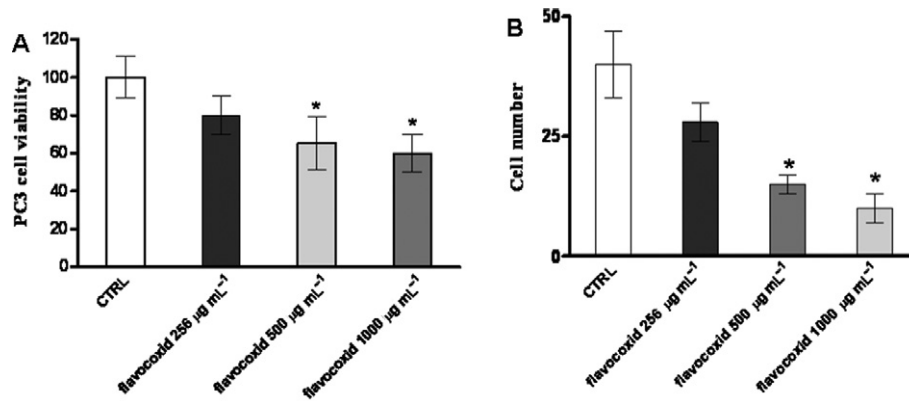 A
PC3 cell viability
120
100
80
60
40
20
0
*
*
CTRL
flavocoxid 256 µg mL⁻¹
flavocoxid 500 µg mL⁻¹
flavocoxid 1000 µg mL⁻¹
B
Cell number
50
25
0
*
*
CTRL
flavocoxid 256 µg mL⁻¹
flavocoxid 500 µg mL⁻¹
flavocoxid 1000 µg mL⁻¹